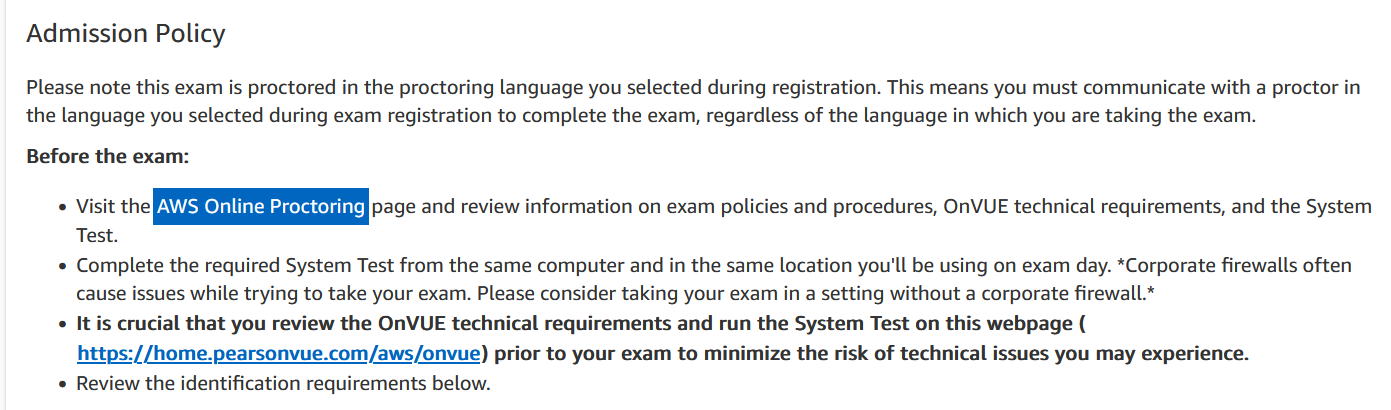 Admission Policy
Please note this exam is proctored in the proctoring language you selected during registration. This means you must communicate with a proctor in
the language you selected during exam registration to complete the exam, regardless of the language in which you are taking the exam.
Before the exam:
• Visit the AWS Online Proctoring page and review information on exam policies and procedures, OnVUE technical requirements, and the System
Test.
• Complete the required System Test from the same computer and in the same location you'll be using on exam day. *Corporate firewalls often
cause issues while trying to take your exam. Please consider taking your exam in a setting without a corporate firewall.*
• It is crucial that you review the OnVUE technical requirements and run the System Test on this webpage (
https://home.pearsonvue.com/aws/onvue) prior to your exam to minimize the risk of technical issues you may experience.
• Review the identification requirements below.